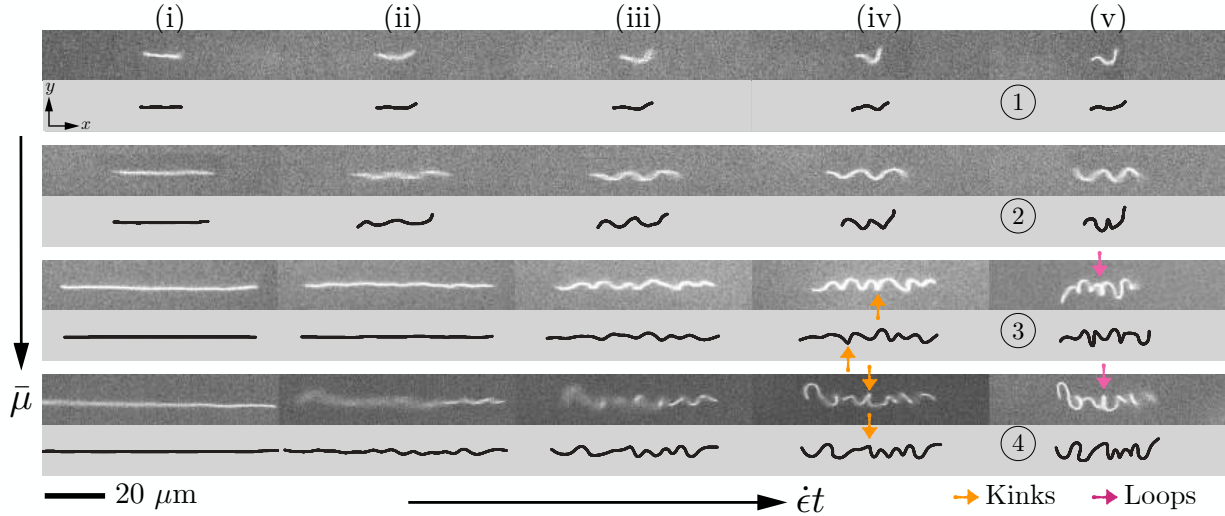 (i) (ii) (iii) (iv) (v)
y
x
1
2
3
μ̄
4
20 μm
ϵ̇t
Kinks
Loops